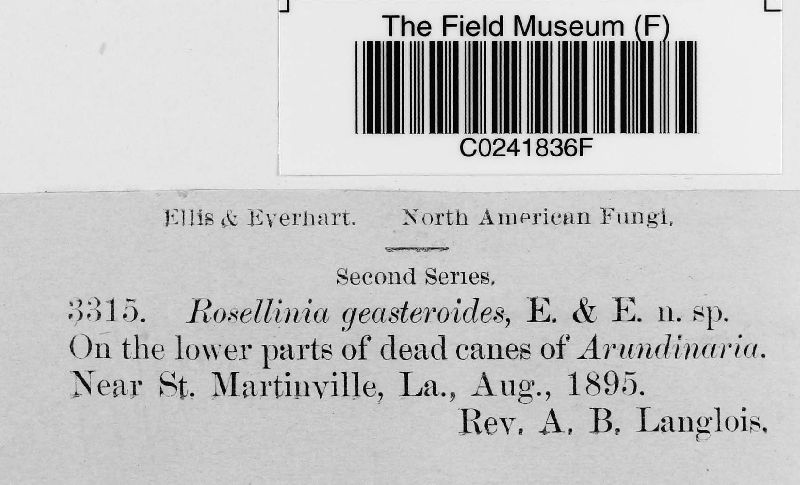 The Field Museum (F)
C0241836F
Ellis & Everhart. North American Fungi.
Second Series.
3315. Rosellinia geasteroides, E. & E. n. sp.
On the lower parts of dead canes of Arundinaria.
Near St. Martinville, La., Aug., 1895.
Rev. A. B. Langlois.